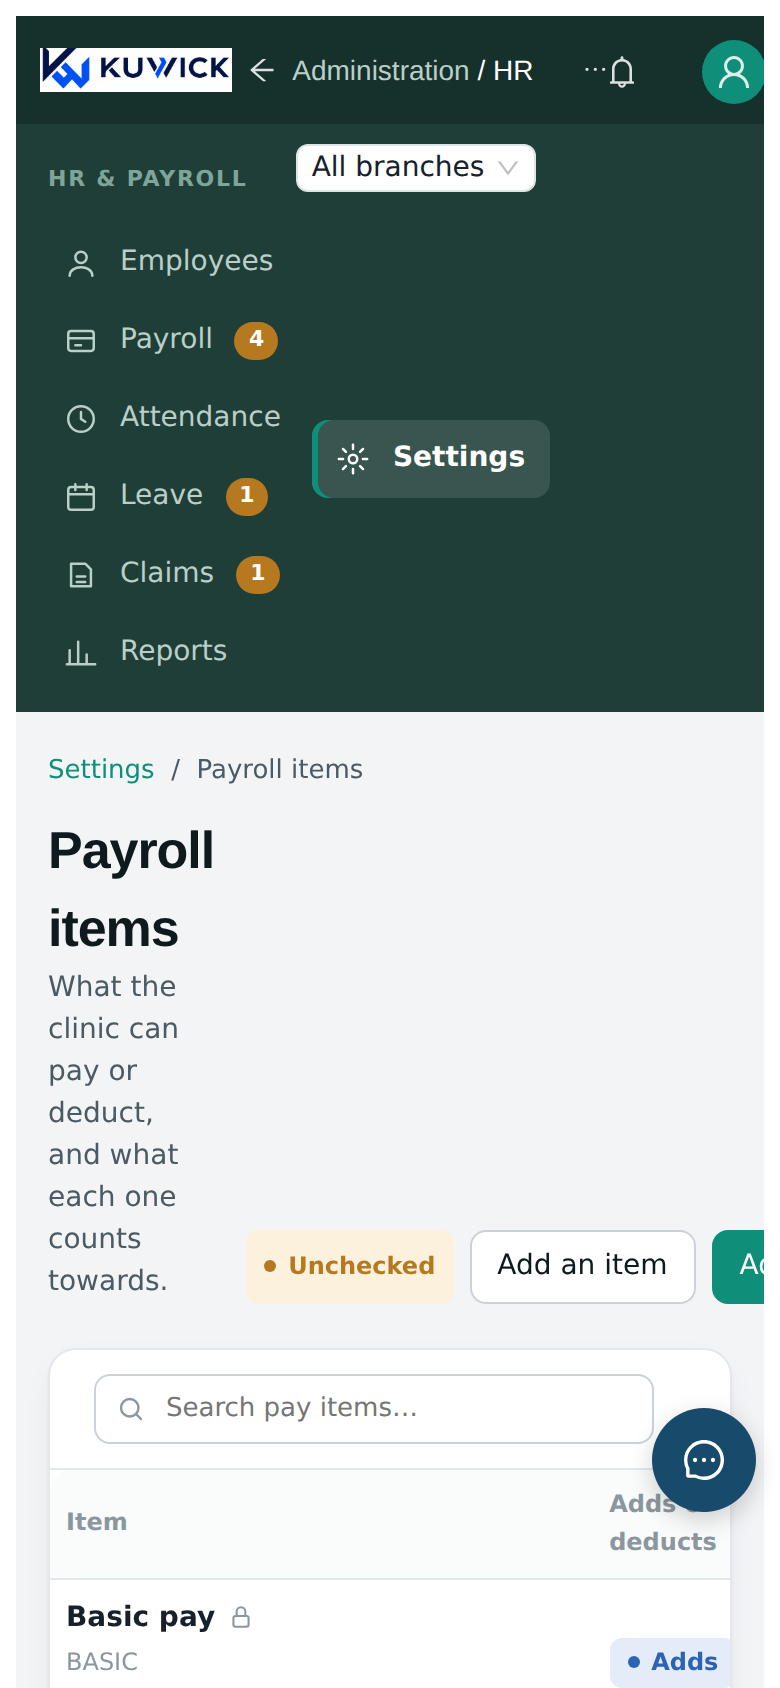 KUWICK
Administration / HR
HR & PAYROLL
All branches
Employees
Payroll 4
Attendance
Settings
Leave 1
Claims 1
Reports
Settings / Payroll items
Payroll
items
What the
clinic can
pay or
deduct,
and what
each one
counts
towards.
Unchecked
Add an item
Search pay items...
Item
Adds
deducts
Basic pay
BASIC
Adds